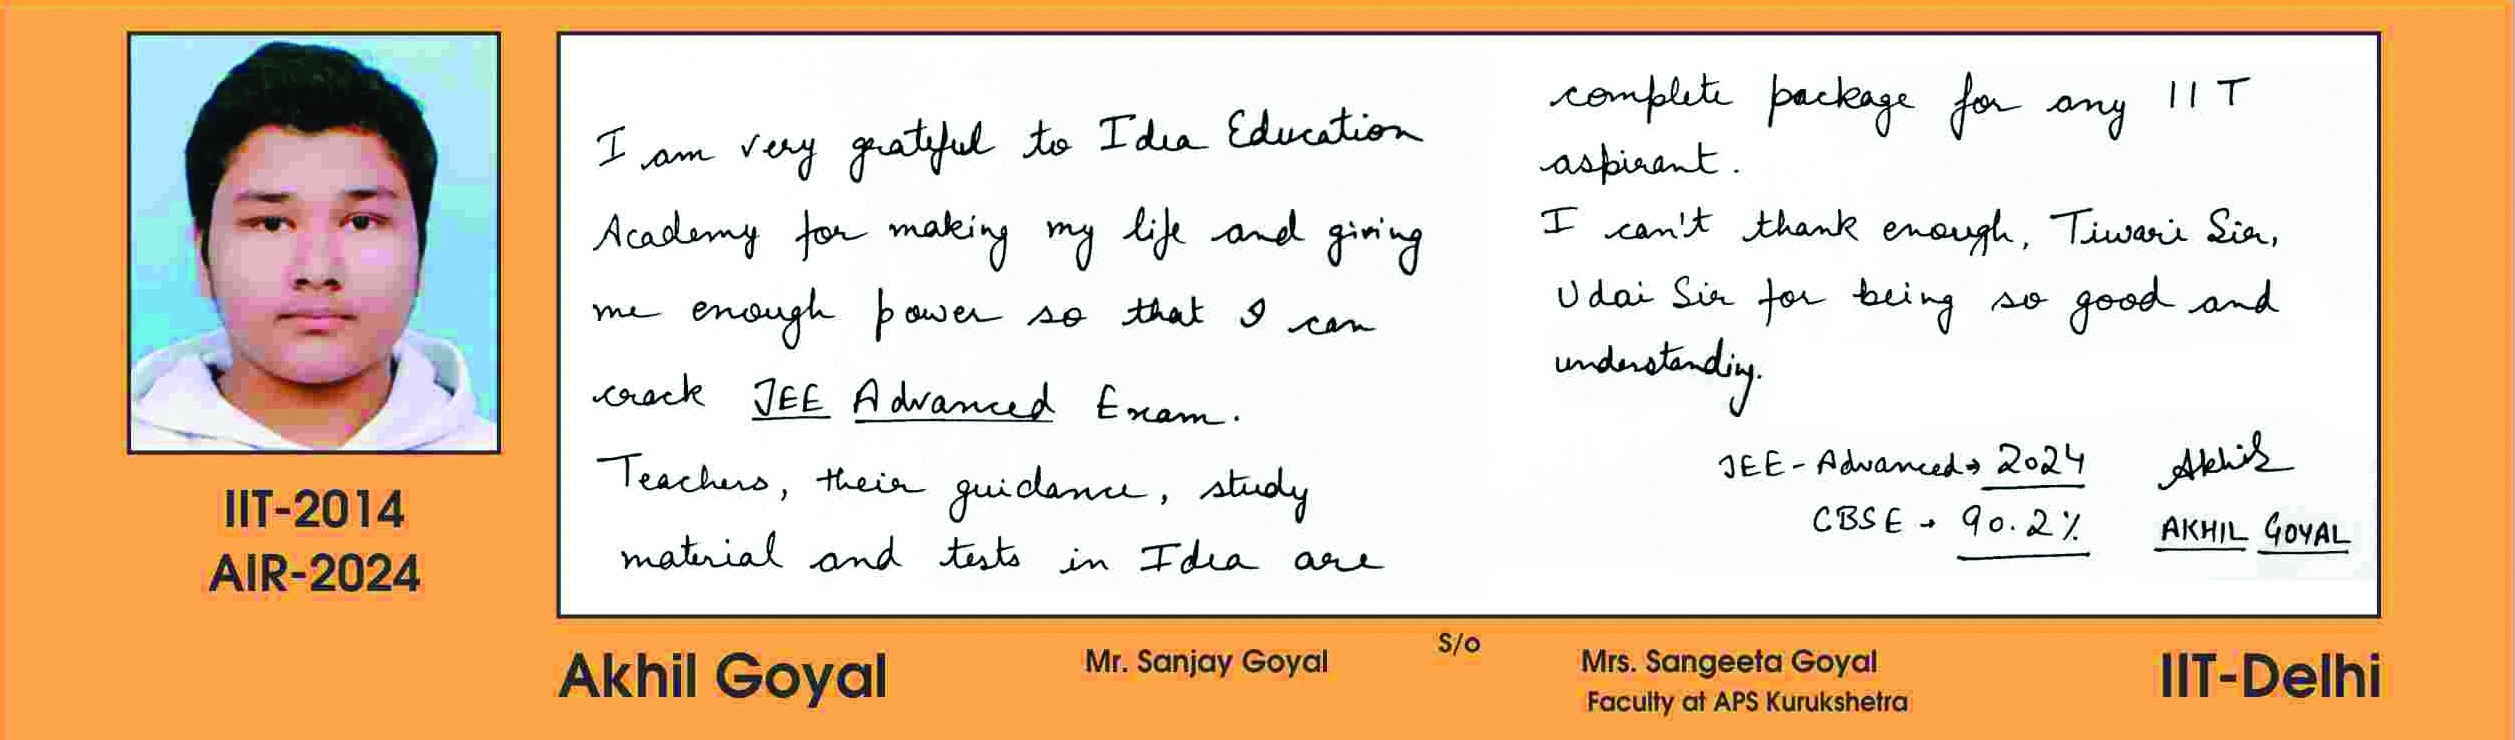 I am very grateful to Idea Education
Academy for making my life and giving
me enough power so that I can
crack JEE Advanced Exam.
Teachers, their guidance, study
material and tests in Idea are
complete package for any IIT
aspirant.
I can't thank enough, Tiwari Sir,
Udai Sir for being so good and
understanding.
JEE-Advanced → 2024
CBSE → 90.2%
Akhil
AKHIL GOYAL
IIT-2014
AIR-2024
Akhil Goyal
Mr. Sanjay Goyal
S/o
Mrs. Sangeeta Goyal
Faculty at APS Kurukshetra
IIT-Delhi